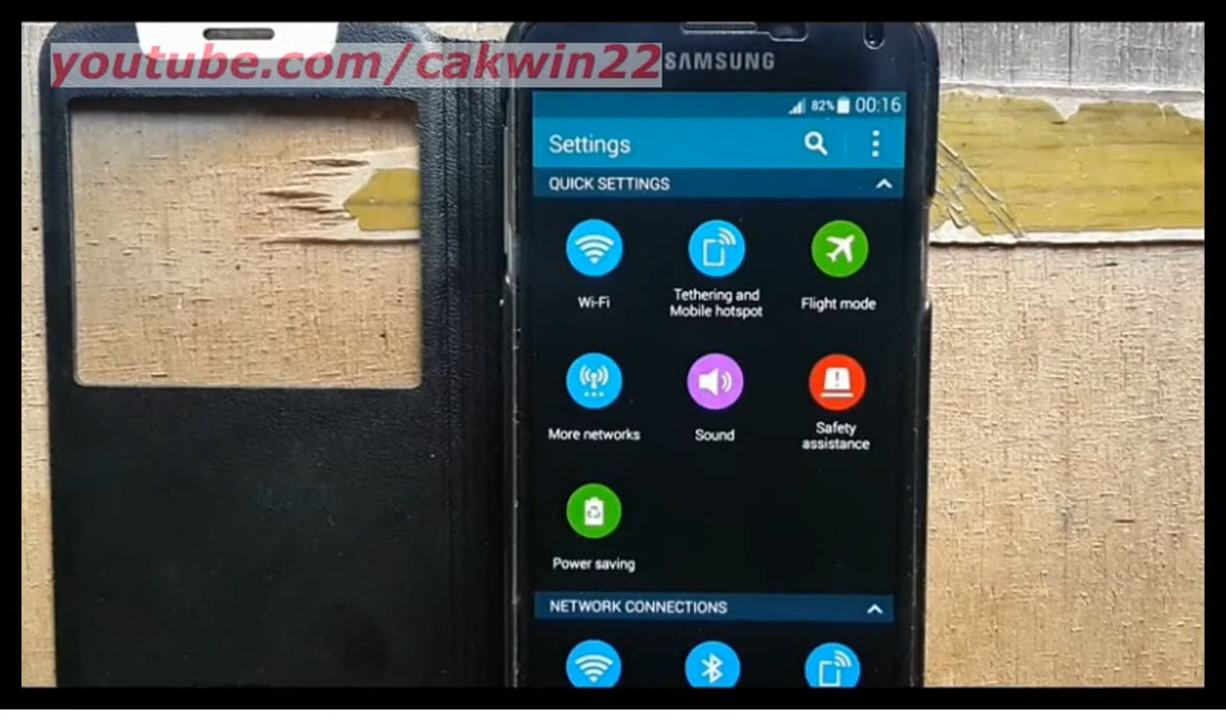 youtube.com/cakwin22
SAMSUNG
82% 00:16
Settings
QUICK SETTINGS
Wi-Fi
Tethering and
Mobile hotspot
Flight mode
More networks
Sound
Safety
assistance
Power saving
NETWORK CONNECTIONS